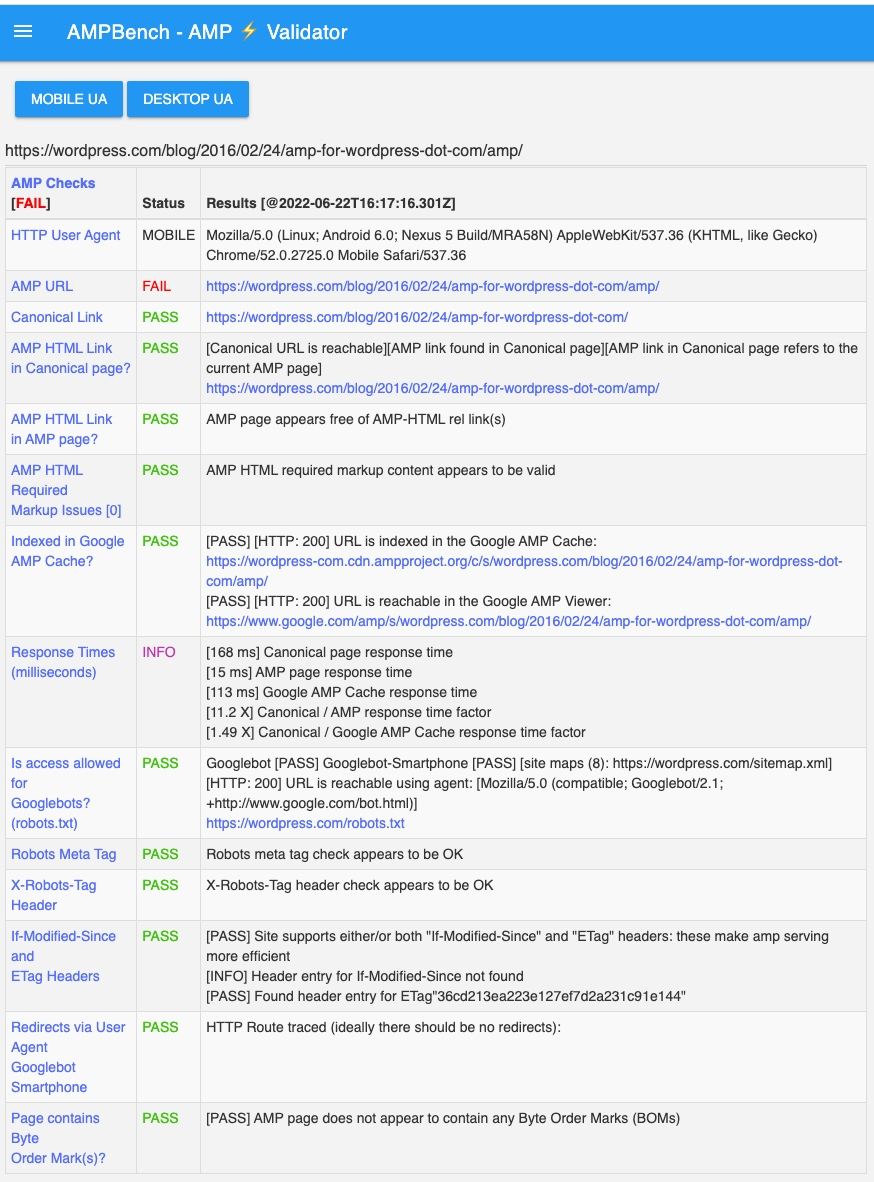 AMPBench - AMP ⚡ Validator
MOBILE UA
DESKTOP UA
https://wordpress.com/blog/2016/02/24/amp-for-wordpress-dot-com/amp/
AMP Checks
[FAIL]
Status
Results [@2022-06-22T16:17:16.301Z]
HTTP User Agent
MOBILE
Mozilla/5.0 (Linux; Android 6.0; Nexus 5 Build/MRA58N) AppleWebKit/537.36 (KHTML, like Gecko)
Chrome/52.0.2725.0 Mobile Safari/537.36
AMP URL
FAIL
https://wordpress.com/blog/2016/02/24/amp-for-wordpress-dot-com/amp/
Canonical Link
PASS
https://wordpress.com/blog/2016/02/24/amp-for-wordpress-dot-com/
AMP HTML Link
in Canonical page?
PASS
[Canonical URL is reachable][AMP link found in Canonical page][AMP link in Canonical page refers to the
current AMP page]
https://wordpress.com/blog/2016/02/24/amp-for-wordpress-dot-com/amp/
AMP HTML Link
in AMP page?
PASS
AMP page appears free of AMP-HTML rel link(s)
AMP HTML
Required
Markup Issues [0]
PASS
AMP HTML required markup content appears to be valid
Indexed in Google
AMP Cache?
PASS
[PASS] [HTTP: 200] URL is indexed in the Google AMP Cache:
https://wordpress-com.cdn.ampproject.org/c/s/wordpress.com/blog/2016/02/24/amp-for-wordpress-dot-
com/amp/
[PASS] [HTTP: 200] URL is reachable in the Google AMP Viewer:
https://www.google.com/amp/s/wordpress.com/blog/2016/02/24/amp-for-wordpress-dot-com/amp/
Response Times
(milliseconds)
INFO
[168 ms] Canonical page response time
[15 ms] AMP page response time
[113 ms] Google AMP Cache response time
[11.2 X] Canonical / AMP response time factor
[1.49 X] Canonical / Google AMP Cache response time factor
Is access allowed
for
Googlebots?
(robots.txt)
PASS
Googlebot [PASS] Googlebot-Smartphone [PASS] [site maps (8): https://wordpress.com/sitemap.xml]
[HTTP: 200] URL is reachable using agent: [Mozilla/5.0 (compatible; Googlebot/2.1;
+http://www.google.com/bot.html)]
https://wordpress.com/robots.txt
Robots Meta Tag
PASS
Robots meta tag check appears to be OK
X-Robots-Tag
Header
PASS
X-Robots-Tag header check appears to be OK
If-Modified-Since
and
ETag Headers
PASS
[PASS] Site supports either/or both "If-Modified-Since" and "ETag" headers: these make amp serving
more efficient
[INFO] Header entry for If-Modified-Since not found
[PASS] Found header entry for ETag"36cd213ea223e127ef7d2a231c91e144"
Redirects via User
Agent
Googlebot
Smartphone
PASS
HTTP Route traced (ideally there should be no redirects):
Page contains
Byte
Order Mark(s)?
PASS
[PASS] AMP page does not appear to contain any Byte Order Marks (BOMs)